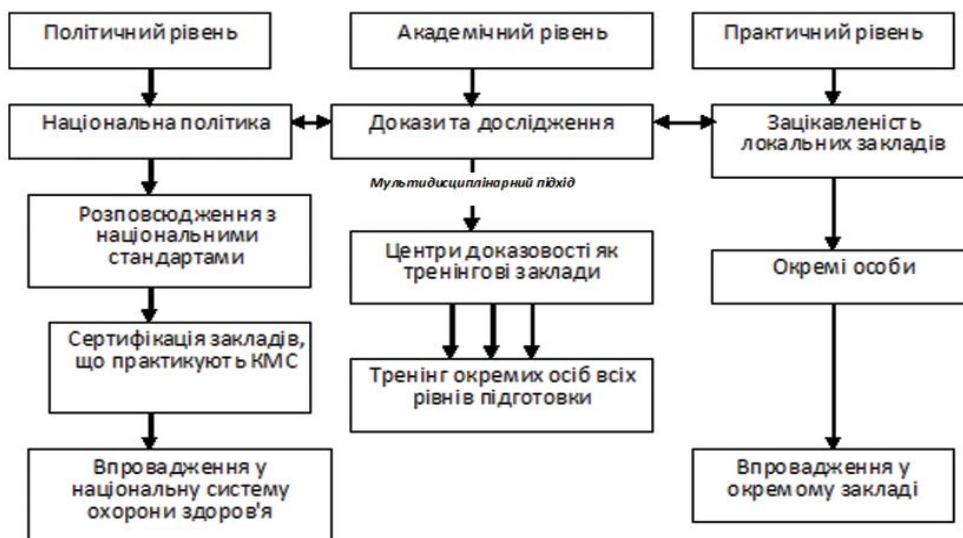 Політичний рівень
Академічний рівень
Практичний рівень
Національна політика
Докази та дослідження
Зацікавленість
локальних закладів
Мультидисциплінарний підхід
Розповсюдження з
національними
стандартами
Центри доказовості як
тренінгові заклади
Окремі особи
Сертифікація закладів,
що практикують КМС
Тренінг окремих осіб всіх
рівнів підготовки
Впровадження у
національну систему
охорони здоров'я
Впровадження у
окремому закладі